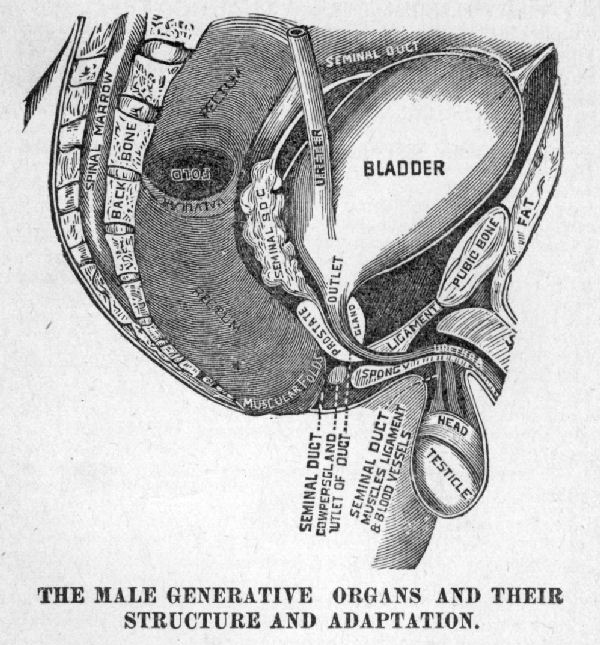 SEMINAL DUCT
RECTUM
SPINAL MARROW
BACK BONE
URETER
BLADDER
FOLD
VALVULAR
FAT
SEMINAL SAC
PUBIC BONE
RECTUM
OUTLET
GLAND
PROSTATE
LIGAMENT
URETHRA
MUSCULAR FOLDS
SPONGY
HEAD
TESTICLE
SEMINAL DUCT
COWPERS GLAND
OUTLET OF DUCT
SEMINAL DUCT
MUSCLES LIGAMENT
& BLOOD VESSELS
THE MALE GENERATIVE ORGANS AND THEIR
STRUCTURE AND ADAPTATION.